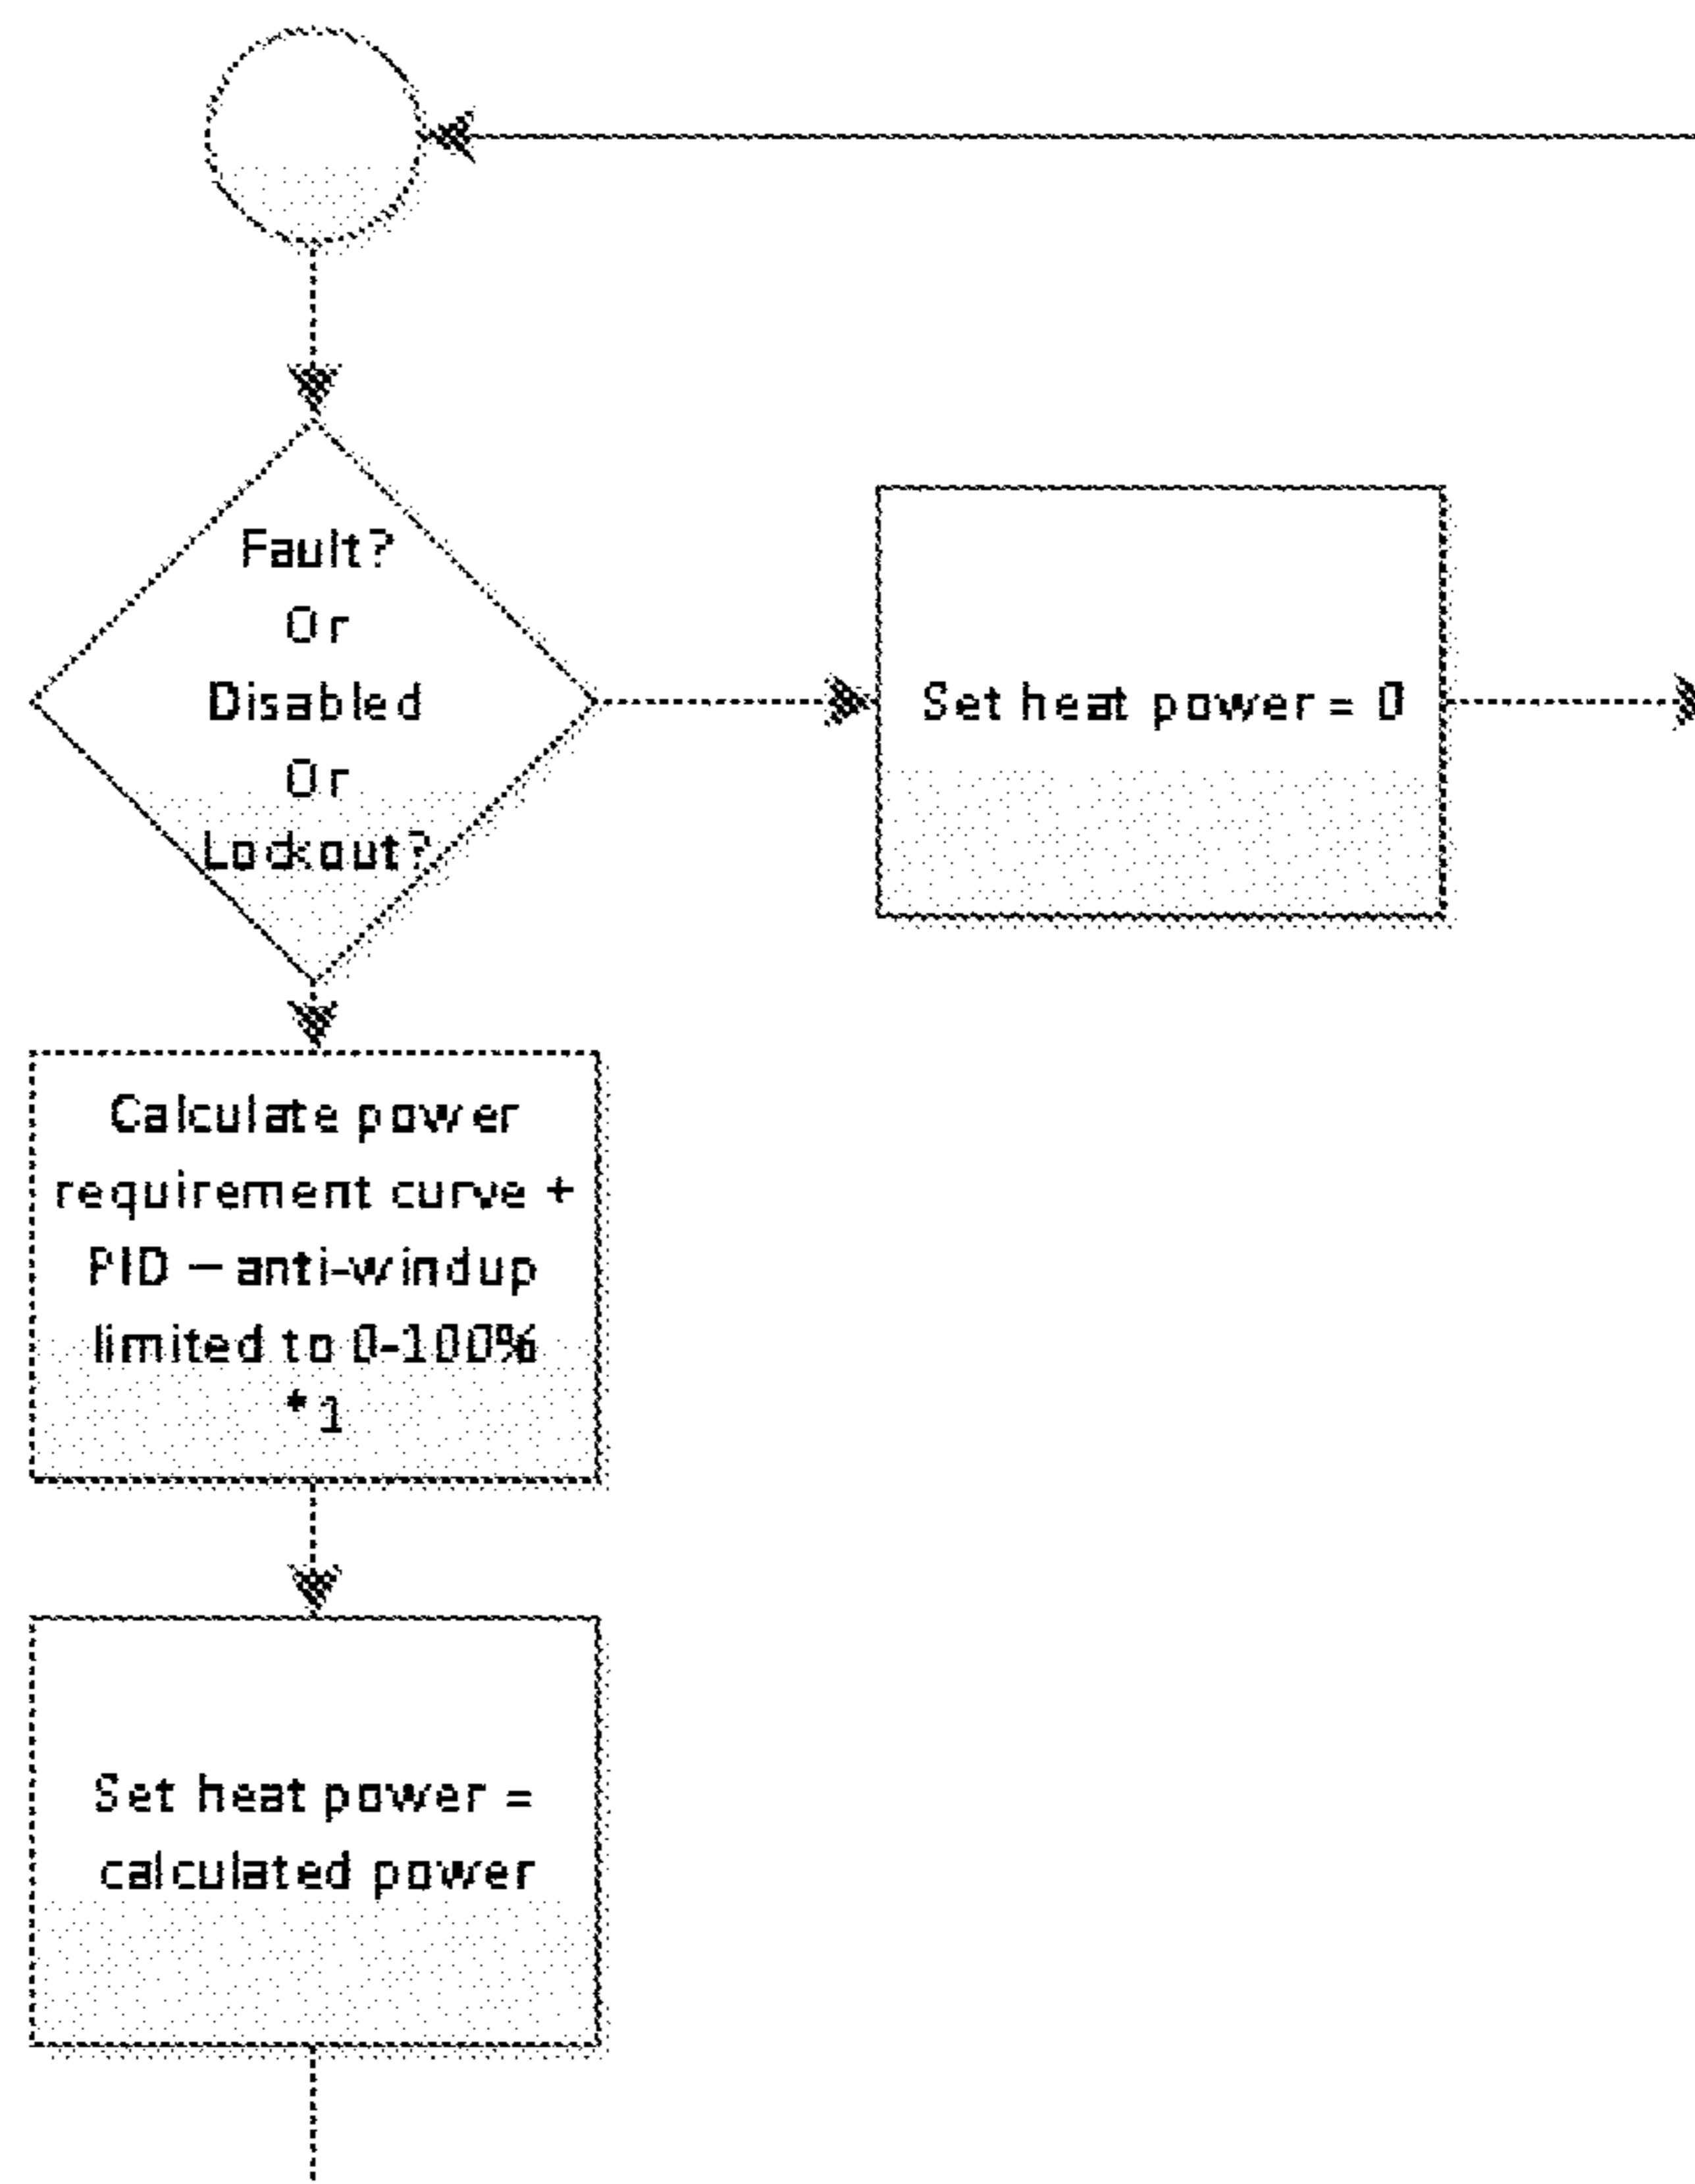 Fault?
Or
Disabled
Or
Lockout?
Set heat power = 0
Calculate power
requirement curve +
PID – anti-windup
limited to 0-100%
*1
Set heat power =
calculated power